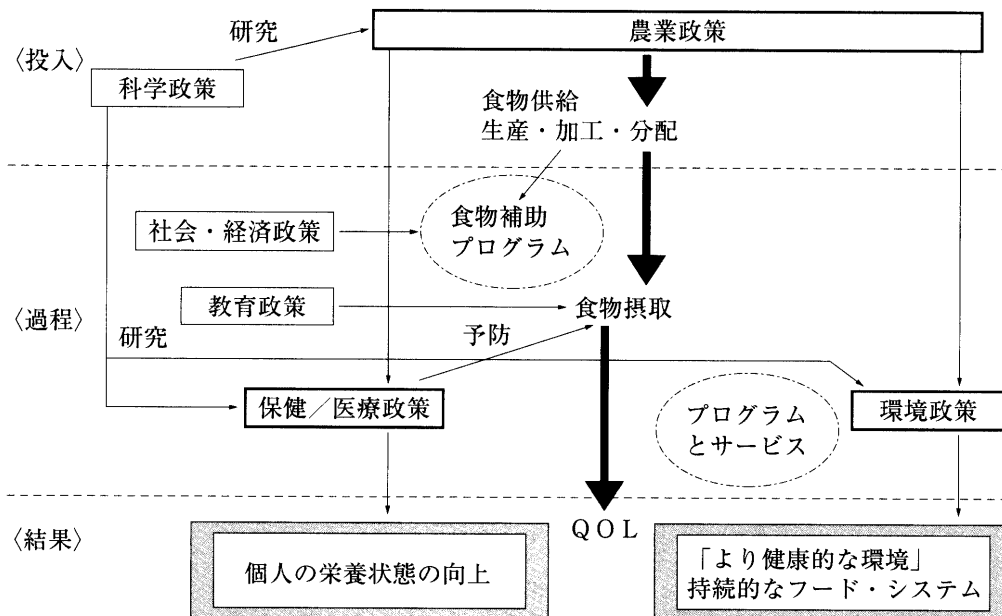 研究
農業政策
〈投入〉
科学政策
食物供給
生産・加工・分配
社会・経済政策
食物補助
プログラム
教育政策
食物摂取
〈過程〉
研究
予防
保健／医療政策
プログラム
とサービス
環境政策
〈結果〉
QOL
個人の栄養状態の向上
「より健康的な環境」
持続的なフード・システム